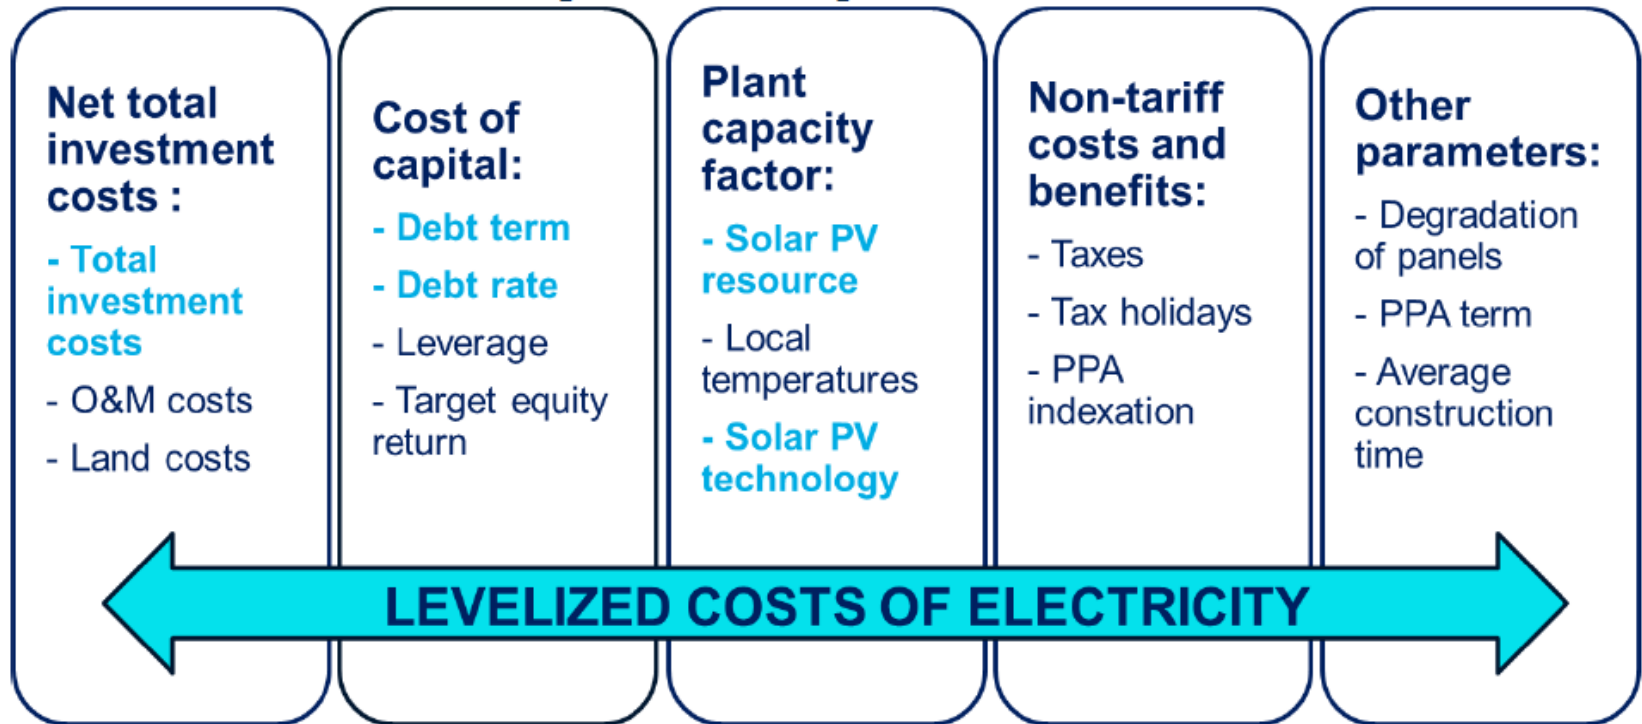 Net total
investment
costs :
- Total
investment
costs
- O&M costs
- Land costs
Cost of
capital:
- Debt term
- Debt rate
- Leverage
- Target equity
return
Plant
capacity
factor:
- Solar PV
resource
- Local
temperatures
- Solar PV
technology
Non-tariff
costs and
benefits:
- Taxes
- Tax holidays
- PPA
indexation
Other
parameters:
- Degradation
of panels
- PPA term
- Average
construction
time
LEVELIZED COSTS OF ELECTRICITY